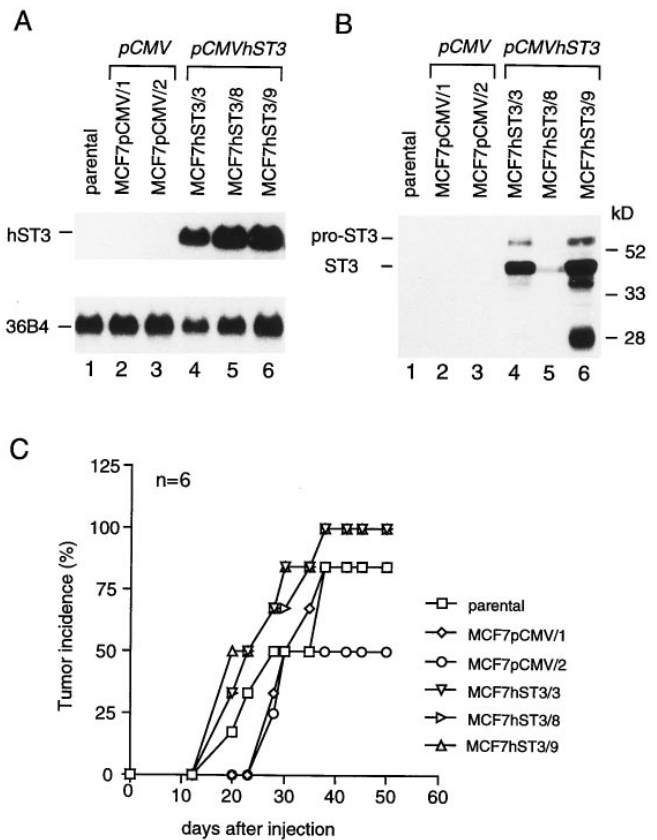 A
pCMV pCMVhST3
parental MCF7pCMV/1 MCF7pCMV/2 MCF7hST3/3 MCF7hST3/8 MCF7hST3/9
hST3
36B4
1 2 3 4 5 6
B
pCMV pCMVhST3
parental MCF7pCMV/1 MCF7pCMV/2 MCF7hST3/3 MCF7hST3/8 MCF7hST3/9
kD
pro-ST3
52
ST3
33
28
1 2 3 4 5 6
C
n=6
Tumor incidence (%)
125
100
75
50
25
0
0 10 20 30 40 50 60
days after injection
parental
MCF7pCMV/1
MCF7pCMV/2
MCF7hST3/3
MCF7hST3/8
MCF7hST3/9